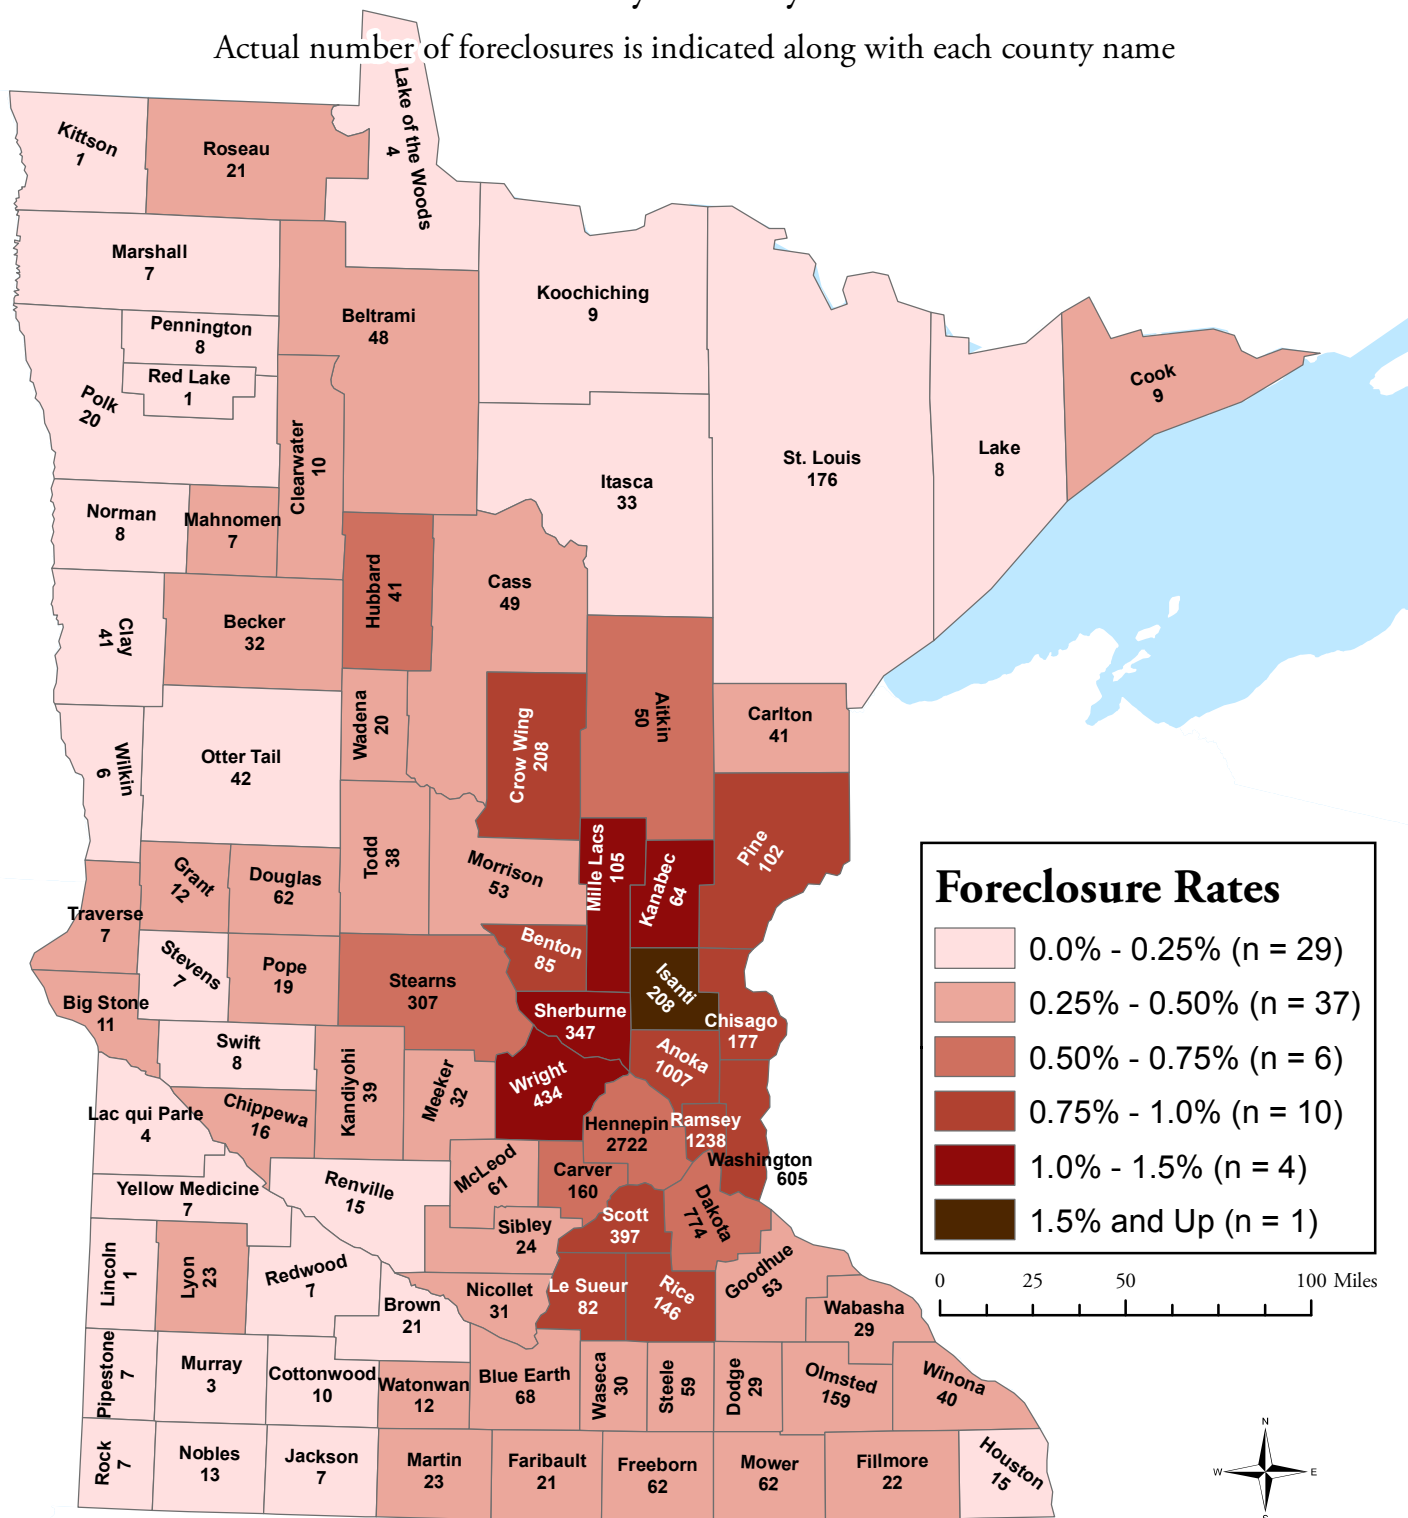 Actual number of foreclosures is indicated along with each county name
Lake of the Woods
4
Kittson
1
Roseau
21
Marshall
7
Koochiching
9
Beltrami
48
Pennington
8
Red Lake
1
Polk
20
Cook
9
Clearwater
10
St. Louis
176
Lake
8
Itasca
33
Norman
8
Mahnomen
7
Hubbard
41
Cass
49
Clay
41
Becker
32
Wadena
20
Crow Wing
208
Aitkin
50
Carlton
41
Wilkin
6
Otter Tail
42
Todd
38
Morrison
53
Mille Lacs
105
Kanabec
64
Pine
102
Grant
12
Douglas
62
Traverse
7
Stevens
7
Pope
19
Stearns
307
Benton
85
Isanti
208
Big Stone
11
Sherburne
347
Chisago
177
Swift
8
Kandiyohi
39
Meeker
32
Wright
434
Anoka
1007
Lac qui Parle
4
Chippewa
16
Hennepin
2722
Ramsey
1238
Washington
605
Yellow Medicine
7
Renville
15
McLeod
61
Carver
160
Scott
397
Dakota
774
Sibley
24
Lincoln
1
Lyon
23
Redwood
7
Brown
21
Nicollet
31
Le Sueur
82
Rice
146
Goodhue
53
Wabasha
29
Pipestone
7
Murray
3
Cottonwood
10
Watonwan
12
Blue Earth
68
Waseca
30
Steele
59
Dodge
29
Olmsted
159
Winona
40
Rock
7
Nobles
13
Jackson
7
Martin
23
Faribault
21
Freeborn
62
Mower
62
Fillmore
22
Houston
15
Foreclosure Rates
0.0% - 0.25% (n = 29)
0.25% - 0.50% (n = 37)
0.50% - 0.75% (n = 6)
0.75% - 1.0% (n = 10)
1.0% - 1.5% (n = 4)
1.5% and Up (n = 1)
0 25 50 100 Miles
N
W E